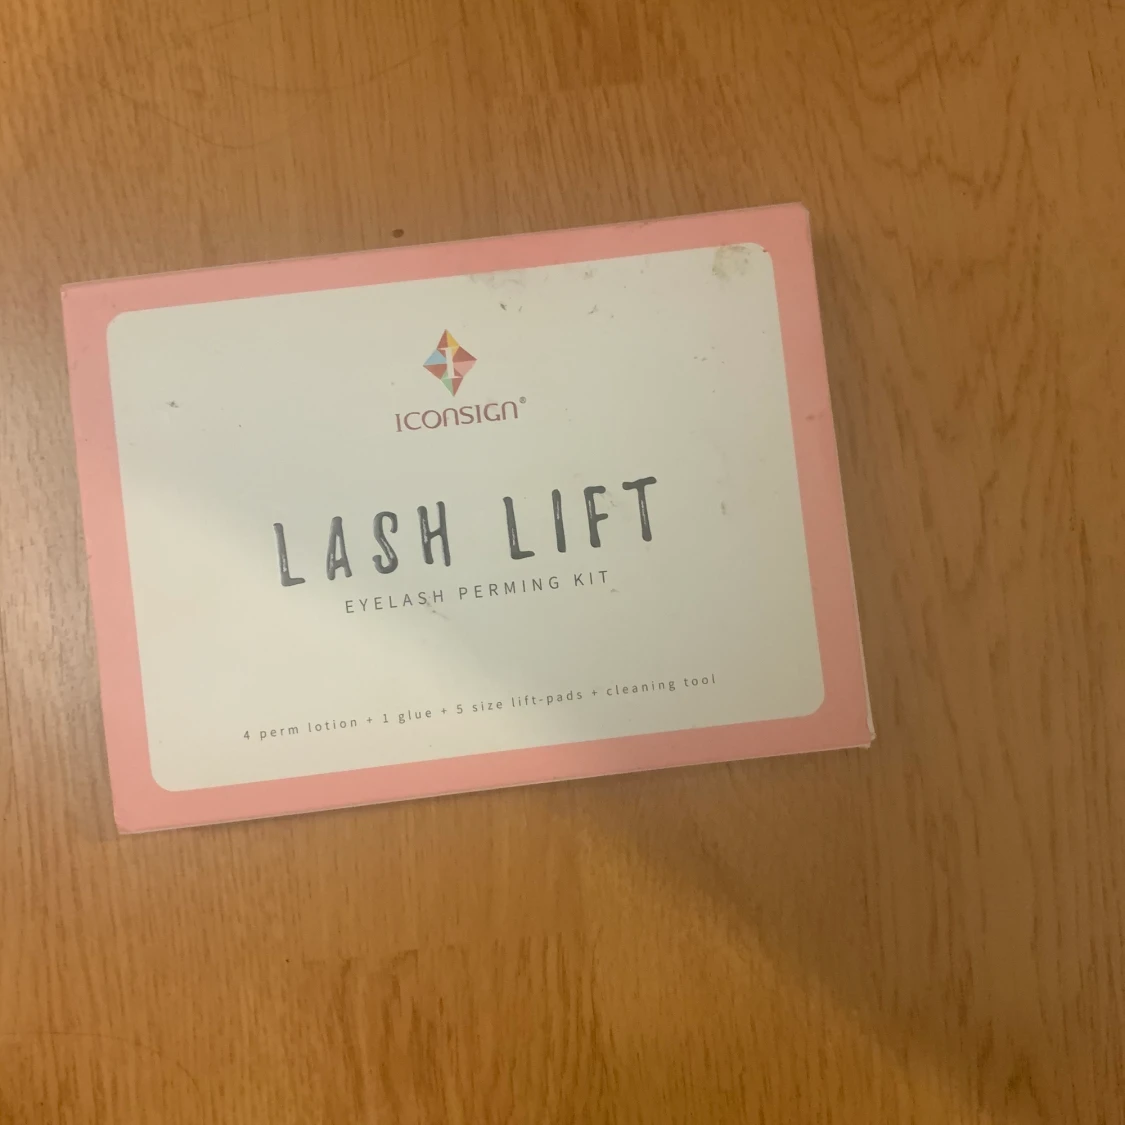 I
ICONSIGN®
LASH LIFT
EYELASH PERMING KIT
4 perm lotion + 1 glue + 5 size lift-pads + cleaning tool